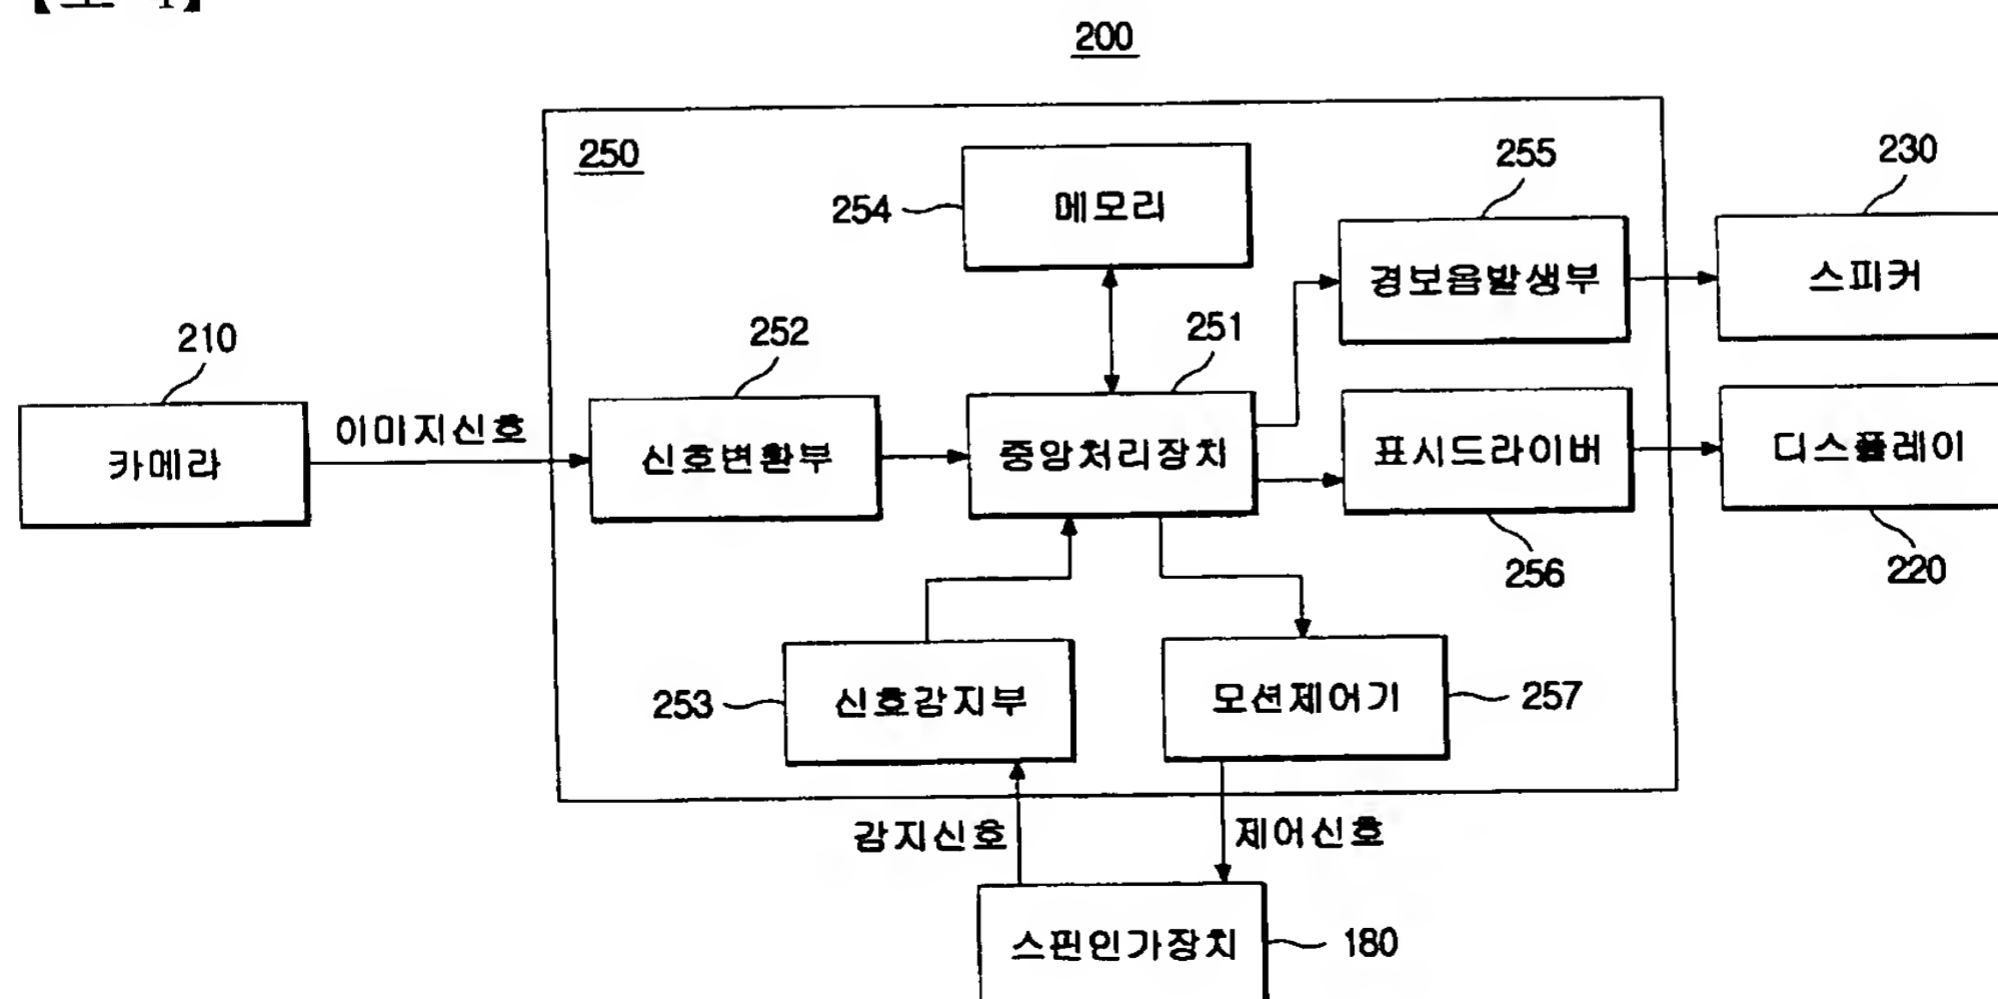 200
250
254
메모리
255
230
경보음발생부
스피커
210
252
251
카메라
이미지신호
신호변환부
중앙처리장치
표시드라이버
디스플레이
256
220
253
신호감지부
모션제어기
257
감지신호
제어신호
스핀인가장치
180